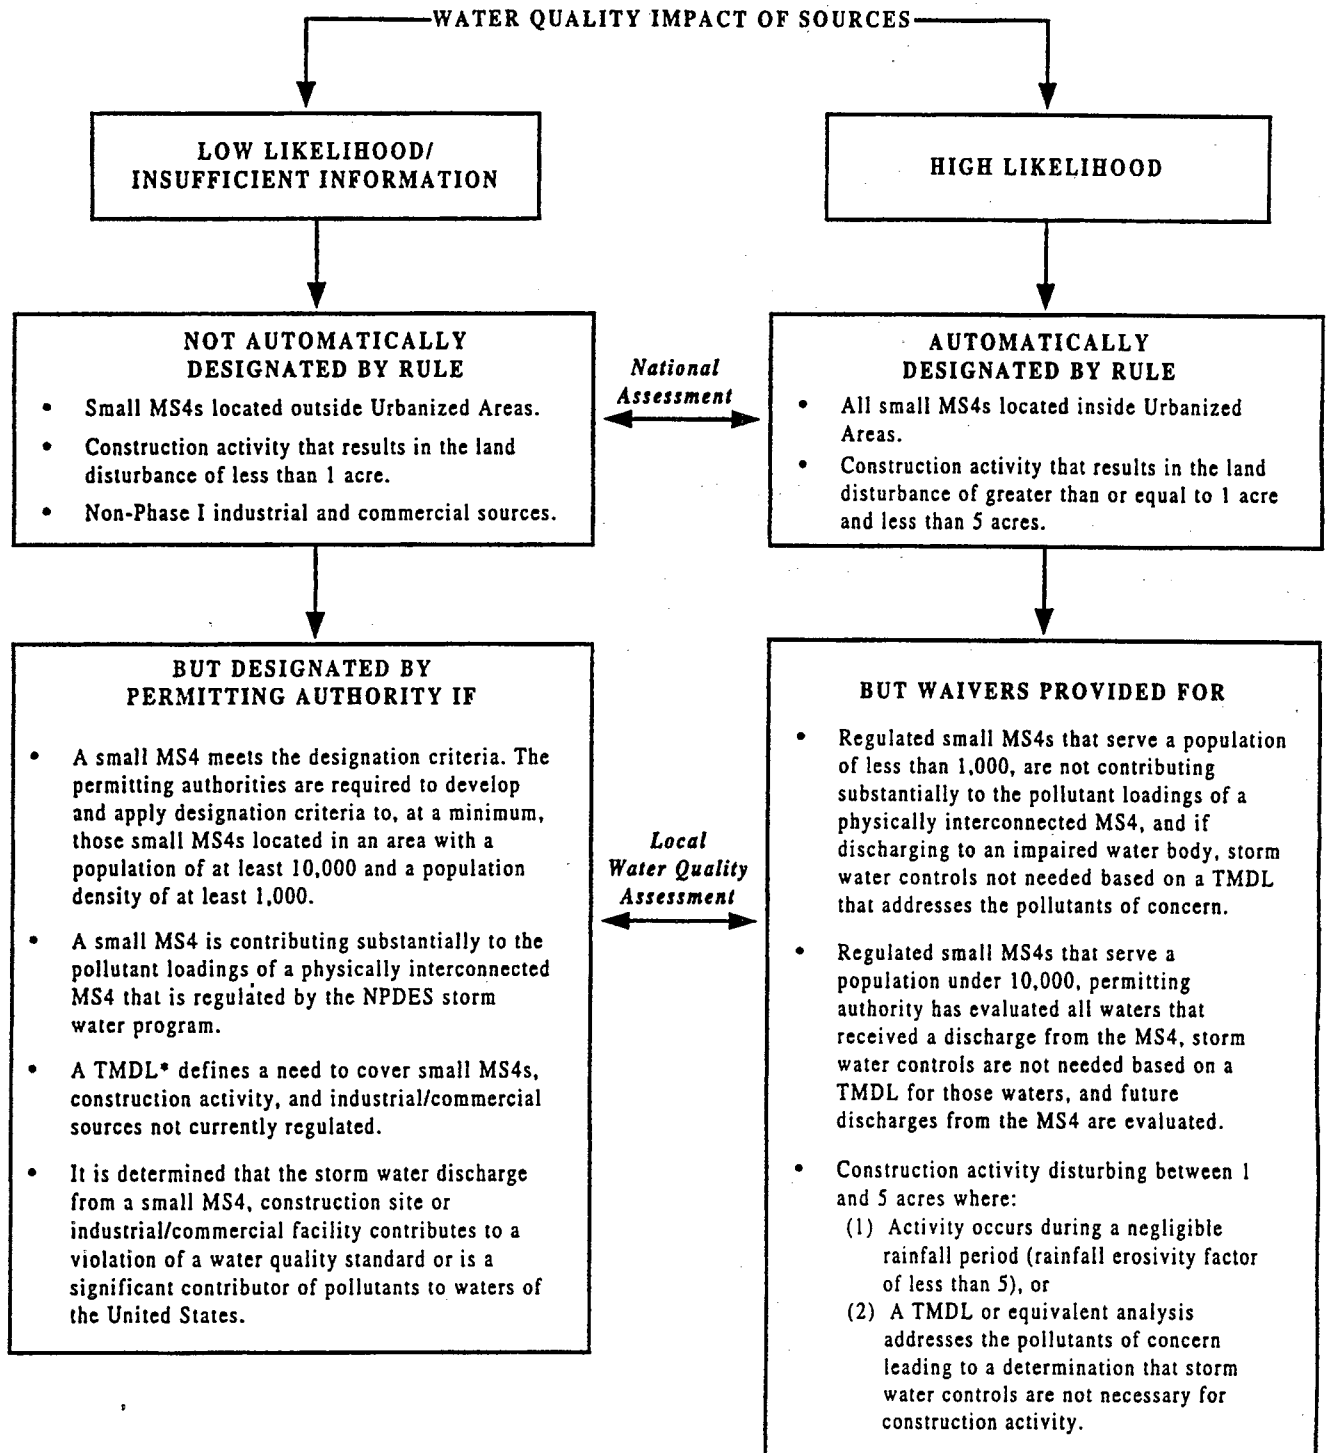 WATER QUALITY IMPACT OF SOURCES
LOW LIKELIHOOD/
INSUFFICIENT INFORMATION
HIGH LIKELIHOOD
NOT AUTOMATICALLY
DESIGNATED BY RULE
• Small MS4s located outside Urbanized Areas.
• Construction activity that results in the land
disturbance of less than 1 acre.
• Non-Phase I industrial and commercial sources.
National
Assessment
AUTOMATICALLY
DESIGNATED BY RULE
• All small MS4s located inside Urbanized
Areas.
• Construction activity that results in the land
disturbance of greater than or equal to 1 acre
and less than 5 acres.
BUT DESIGNATED BY
PERMITTING AUTHORITY IF
• A small MS4 meets the designation criteria. The
permitting authorities are required to develop
and apply designation criteria to, at a minimum,
those small MS4s located in an area with a
population of at least 10,000 and a population
density of at least 1,000.
• A small MS4 is contributing substantially to the
pollutant loadings of a physically interconnected
MS4 that is regulated by the NPDES storm
water program.
• A TMDL* defines a need to cover small MS4s,
construction activity, and industrial/commercial
sources not currently regulated.
• It is determined that the storm water discharge
from a small MS4, construction site or
industrial/commercial facility contributes to a
violation of a water quality standard or is a
significant contributor of pollutants to waters of
the United States.
Local
Water Quality
Assessment
BUT WAIVERS PROVIDED FOR
• Regulated small MS4s that serve a population
of less than 1,000, are not contributing
substantially to the pollutant loadings of a
physically interconnected MS4, and if
discharging to an impaired water body, storm
water controls not needed based on a TMDL
that addresses the pollutants of concern.
• Regulated small MS4s that serve a
population under 10,000, permitting
authority has evaluated all waters that
received a discharge from the MS4, storm
water controls are not needed based on a
TMDL for those waters, and future
discharges from the MS4 are evaluated.
• Construction activity disturbing between 1
and 5 acres where:
(1) Activity occurs during a negligible
rainfall period (rainfall erosivity factor
of less than 5), or
(2) A TMDL or equivalent analysis
addresses the pollutants of concern
leading to a determination that storm
water controls are not necessary for
construction activity.